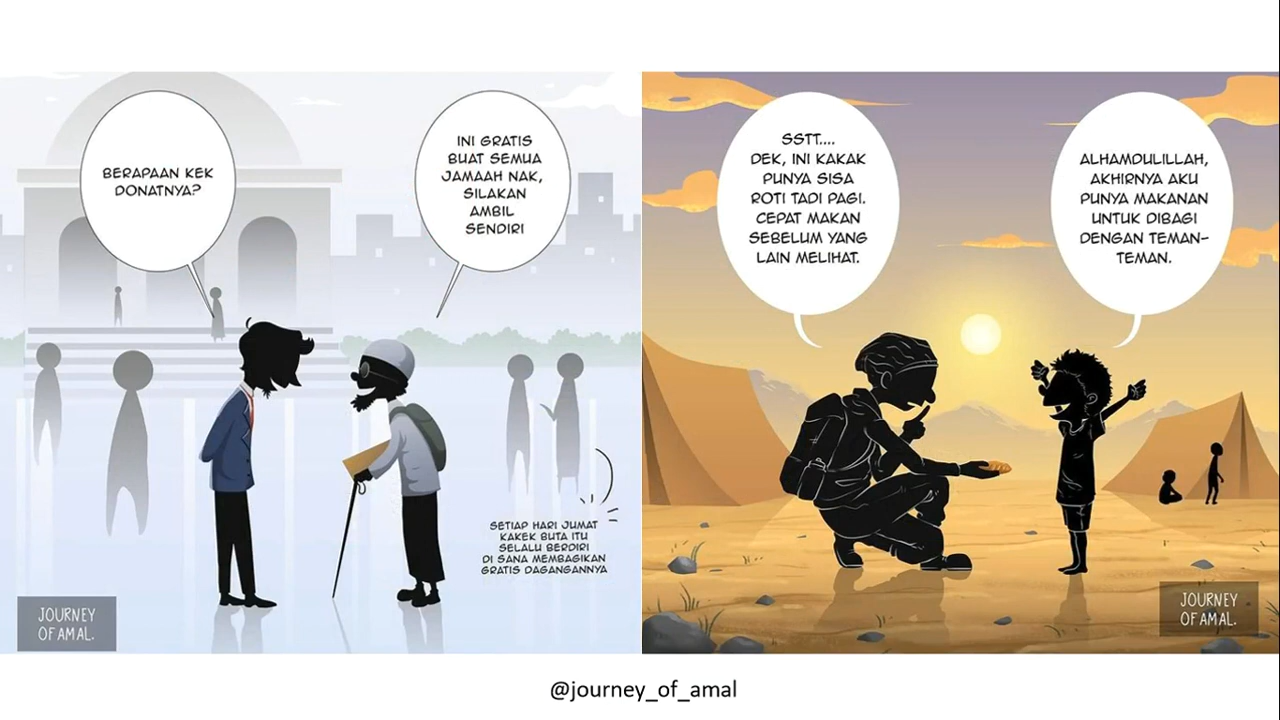 BERAPAAN KEK
DONATNYA?
INI GRATIS
BUAT SEMUA
JAMAAH NAK,
SILAKAN
AMBIL
SENDIRI
SETIAP HARI JUMAT
KAKEK BUTA ITU
SELALU BERDIRI
DI SANA MEMBAGIKAN
GRATIS DAGANGANNYA
JOURNEY
OF AMAL.
SSTT....
DEK, INI KAKAK
PUNYA SISA
ROTI TADI PAGI.
CEPAT MAKAN
SEBELUM YANG
LAIN MELIHAT.
ALHAMDULILLAH,
AKHIRNYA AKU
PUNYA MAKANAN
UNTUK DIBAGI
DENGAN TEMAN-
TEMAN.
JOURNEY
OF AMAL.
@journey_of_amal